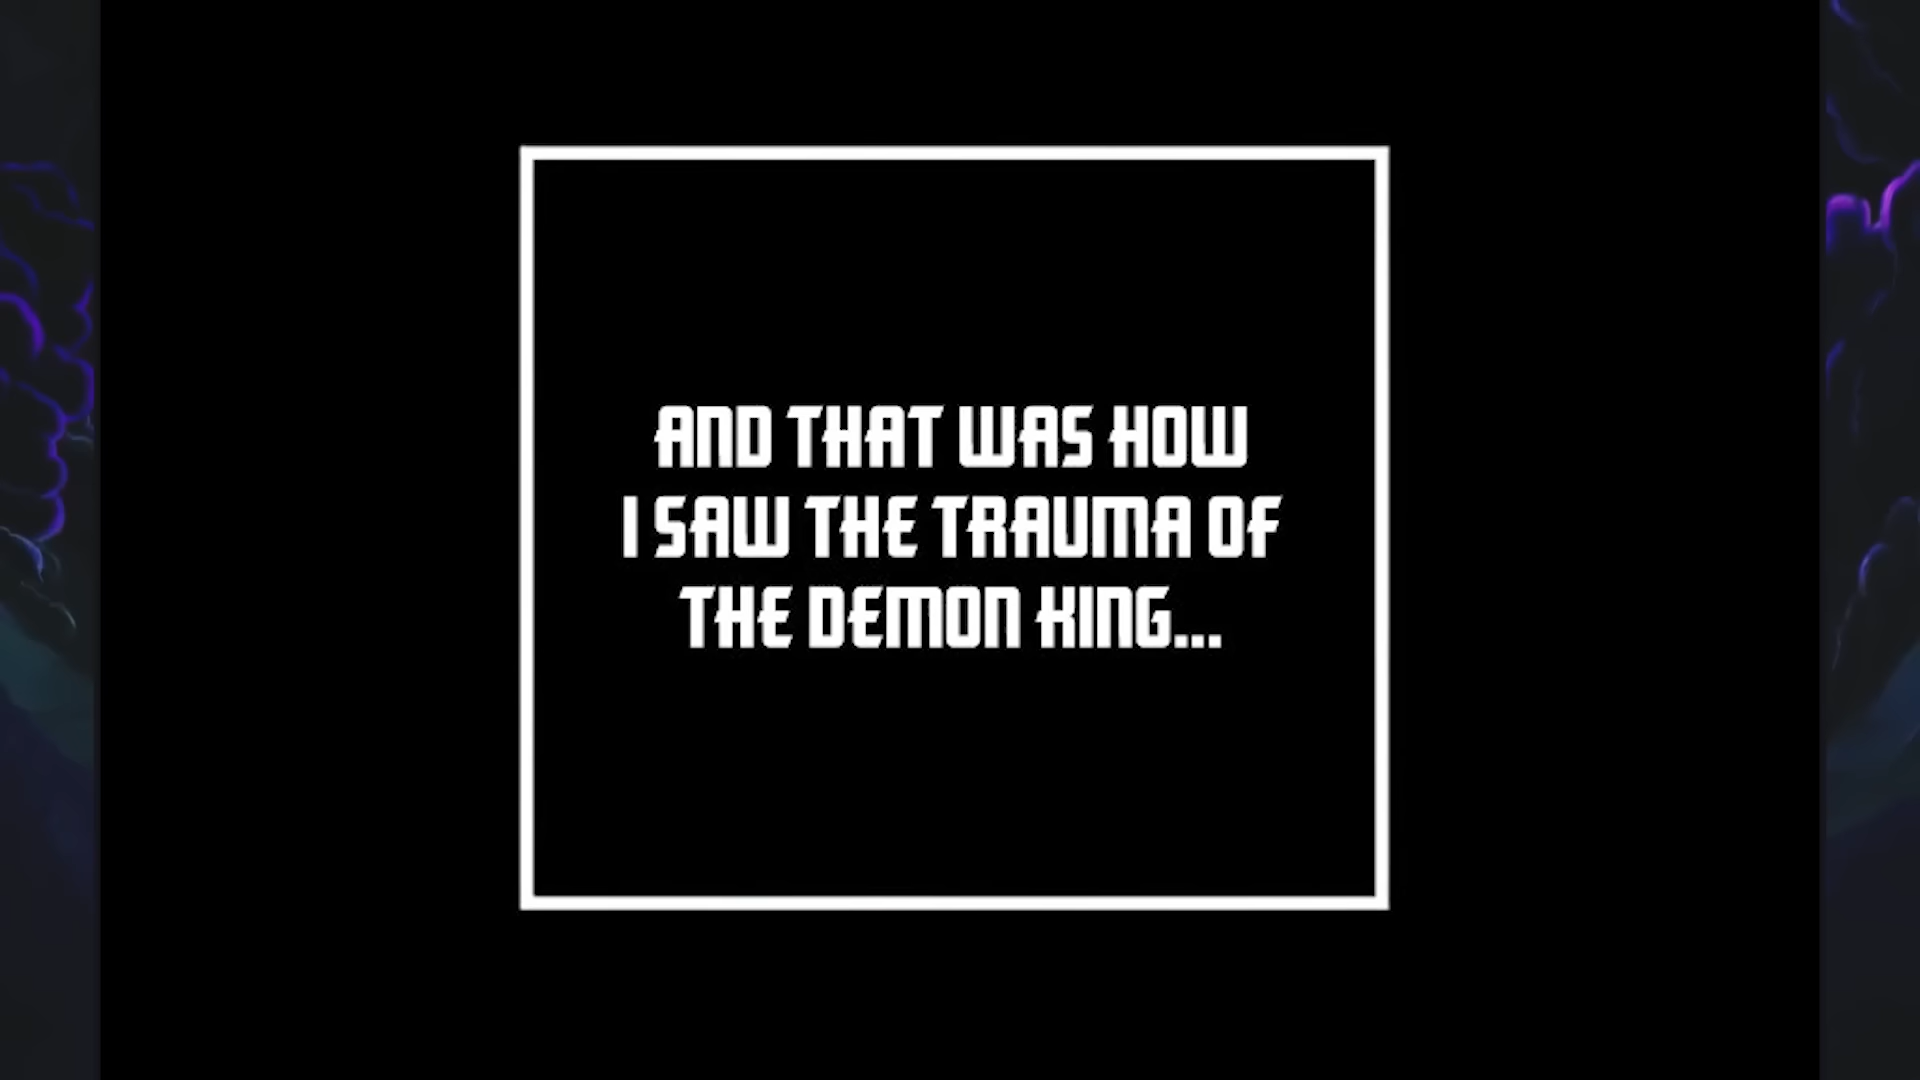 AND THAT WAS HOW
I SAW THE TRAUMA OF
THE DEMON KING...